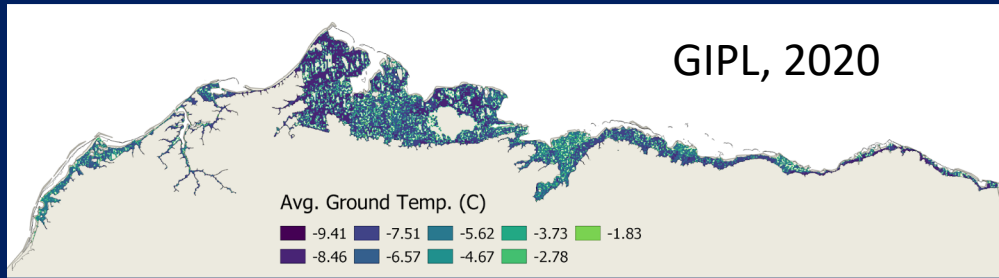 GIPL, 2020
Avg. Ground Temp. (C)
-9.41 -7.51 -5.62 -3.73 -1.83
-8.46 -6.57 -4.67 -2.78